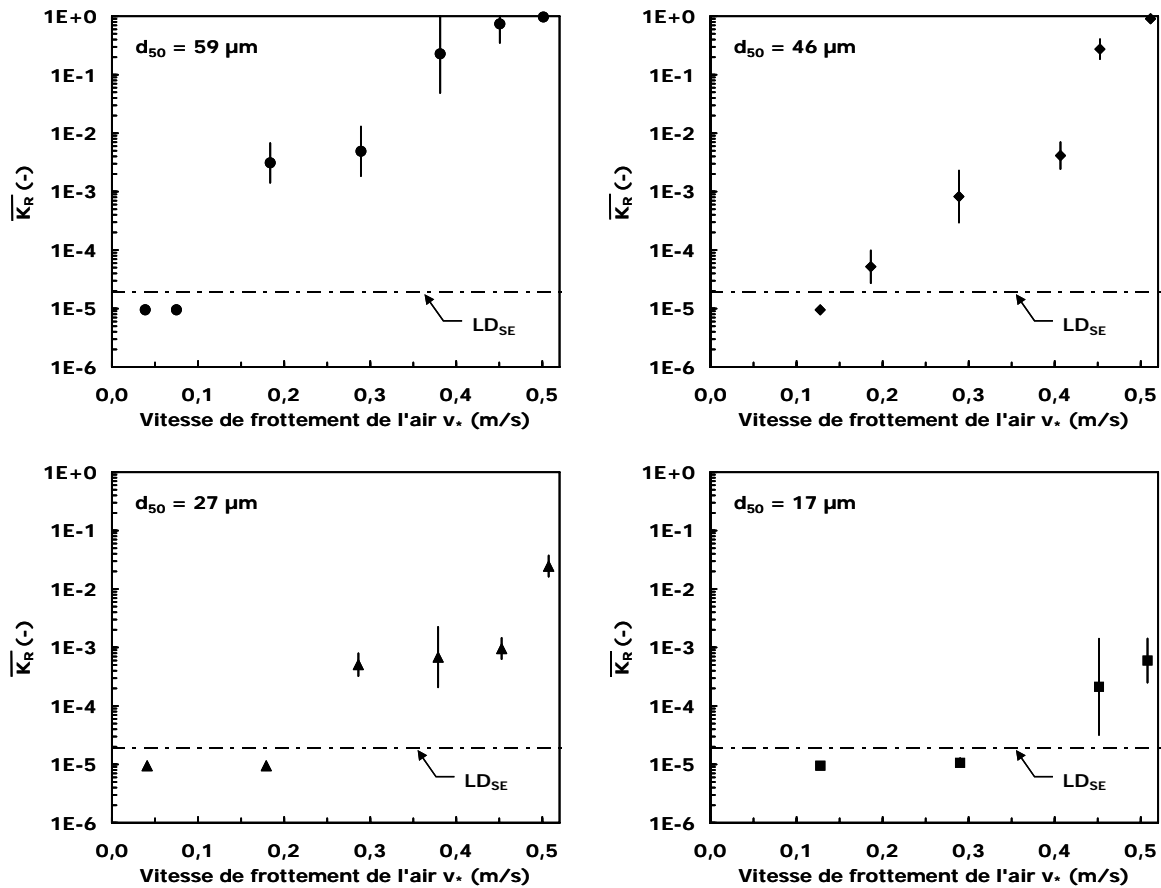 1E+0
1E-1
1E-2
1E-3
1E-4
1E-5
1E-6
K̅R̅ (-)
d50 = 59 µm
LDSE
0,0 0,1 0,2 0,3 0,4 0,5
Vitesse de frottement de l'air v* (m/s)
1E+0
1E-1
1E-2
1E-3
1E-4
1E-5
1E-6
K̅R̅ (-)
d50 = 46 µm
LDSE
0,0 0,1 0,2 0,3 0,4 0,5
Vitesse de frottement de l'air v* (m/s)
1E+0
1E-1
1E-2
1E-3
1E-4
1E-5
1E-6
K̅R̅ (-)
d50 = 27 µm
LDSE
0,0 0,1 0,2 0,3 0,4 0,5
Vitesse de frottement de l'air v* (m/s)
1E+0
1E-1
1E-2
1E-3
1E-4
1E-5
1E-6
K̅R̅ (-)
d50 = 17 µm
LDSE
0,0 0,1 0,2 0,3 0,4 0,5
Vitesse de frottement de l'air v* (m/s)